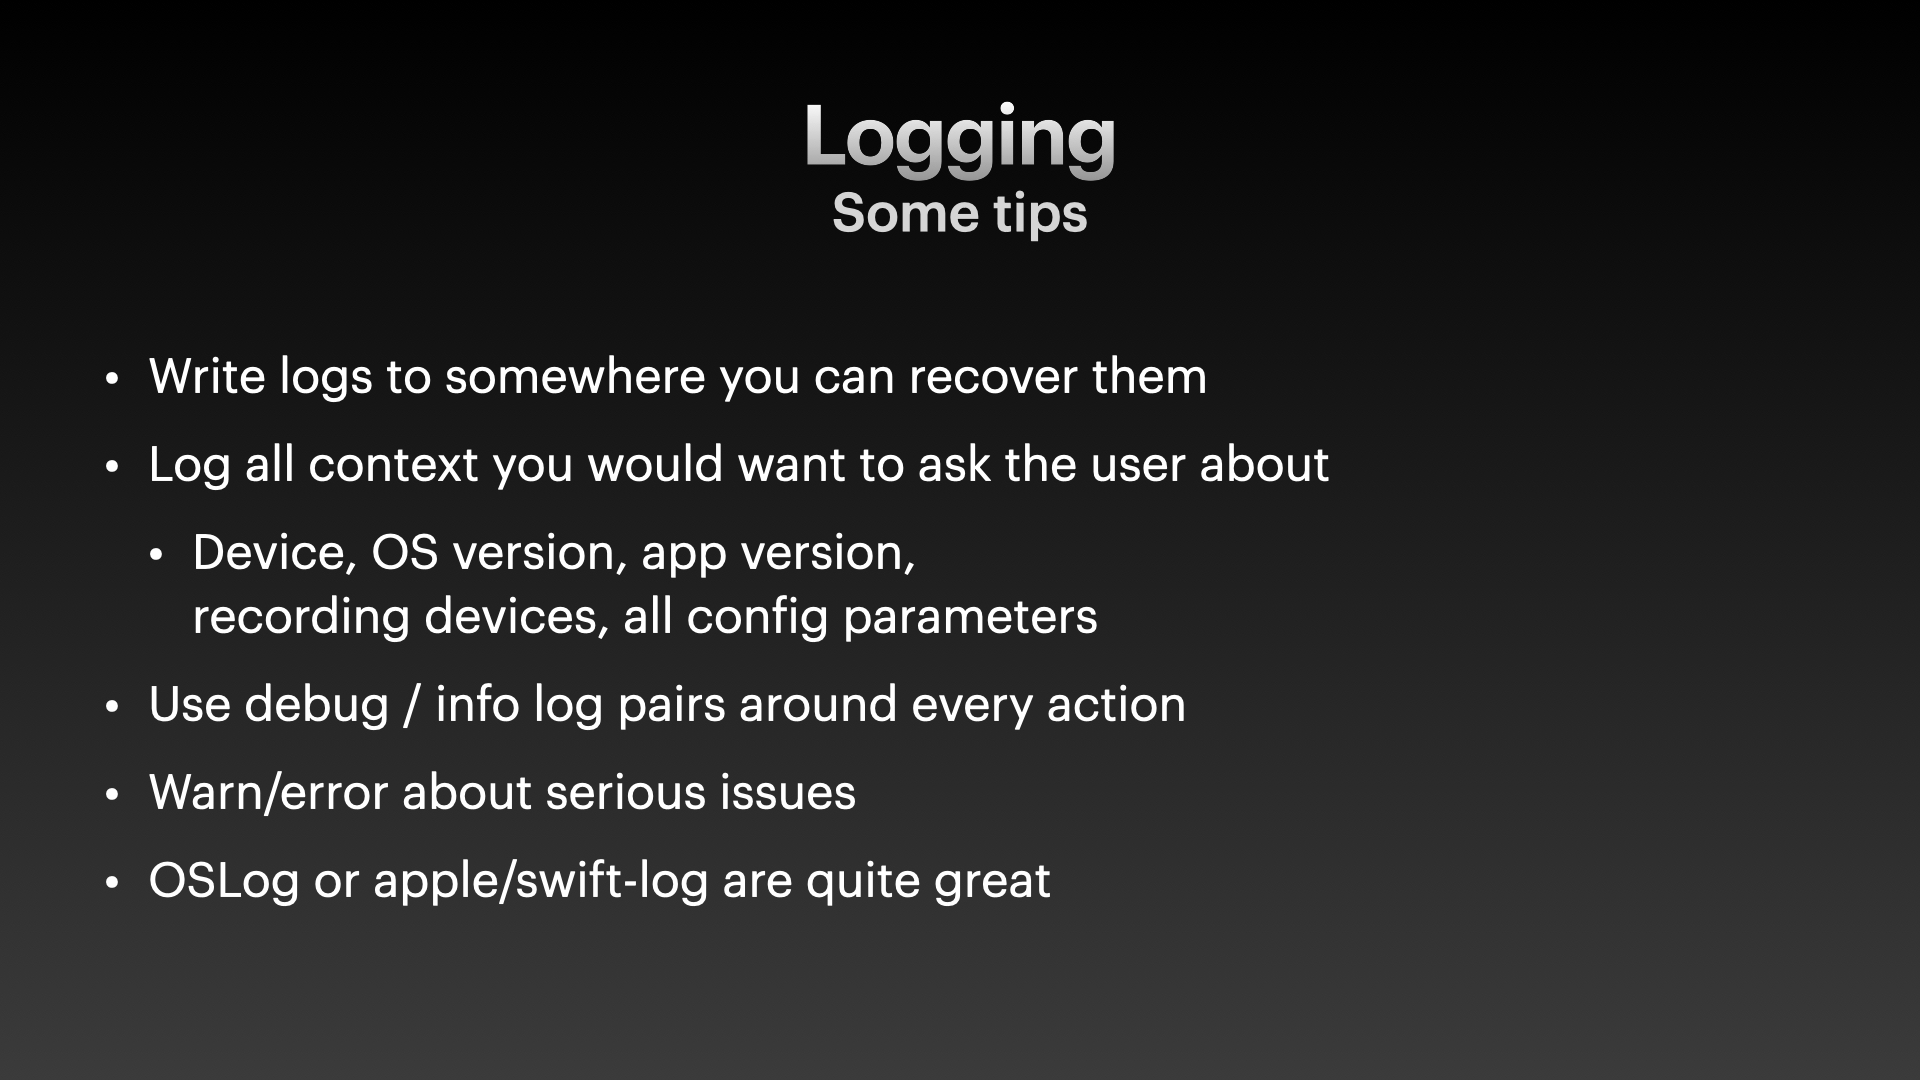 Logging
Some tips
• Write logs to somewhere you can recover them
• Log all context you would want to ask the user about
• Device, OS version, app version,
recording devices, all config parameters
• Use debug / info log pairs around every action
• Warn/error about serious issues
• OSLog or apple/swift-log are quite great